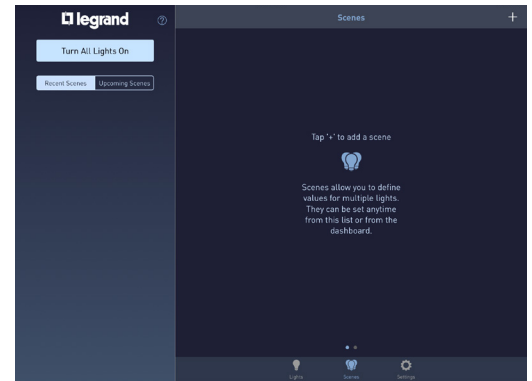 legrand
?
Turn All Lights On
Recent Scenes
Upcoming Scenes
Scenes
+
Tap '+' to add a scene
Scenes allow you to define
values for multiple lights.
They can be set anytime
from this list or from the
dashboard.
Lights
Scenes
Settings